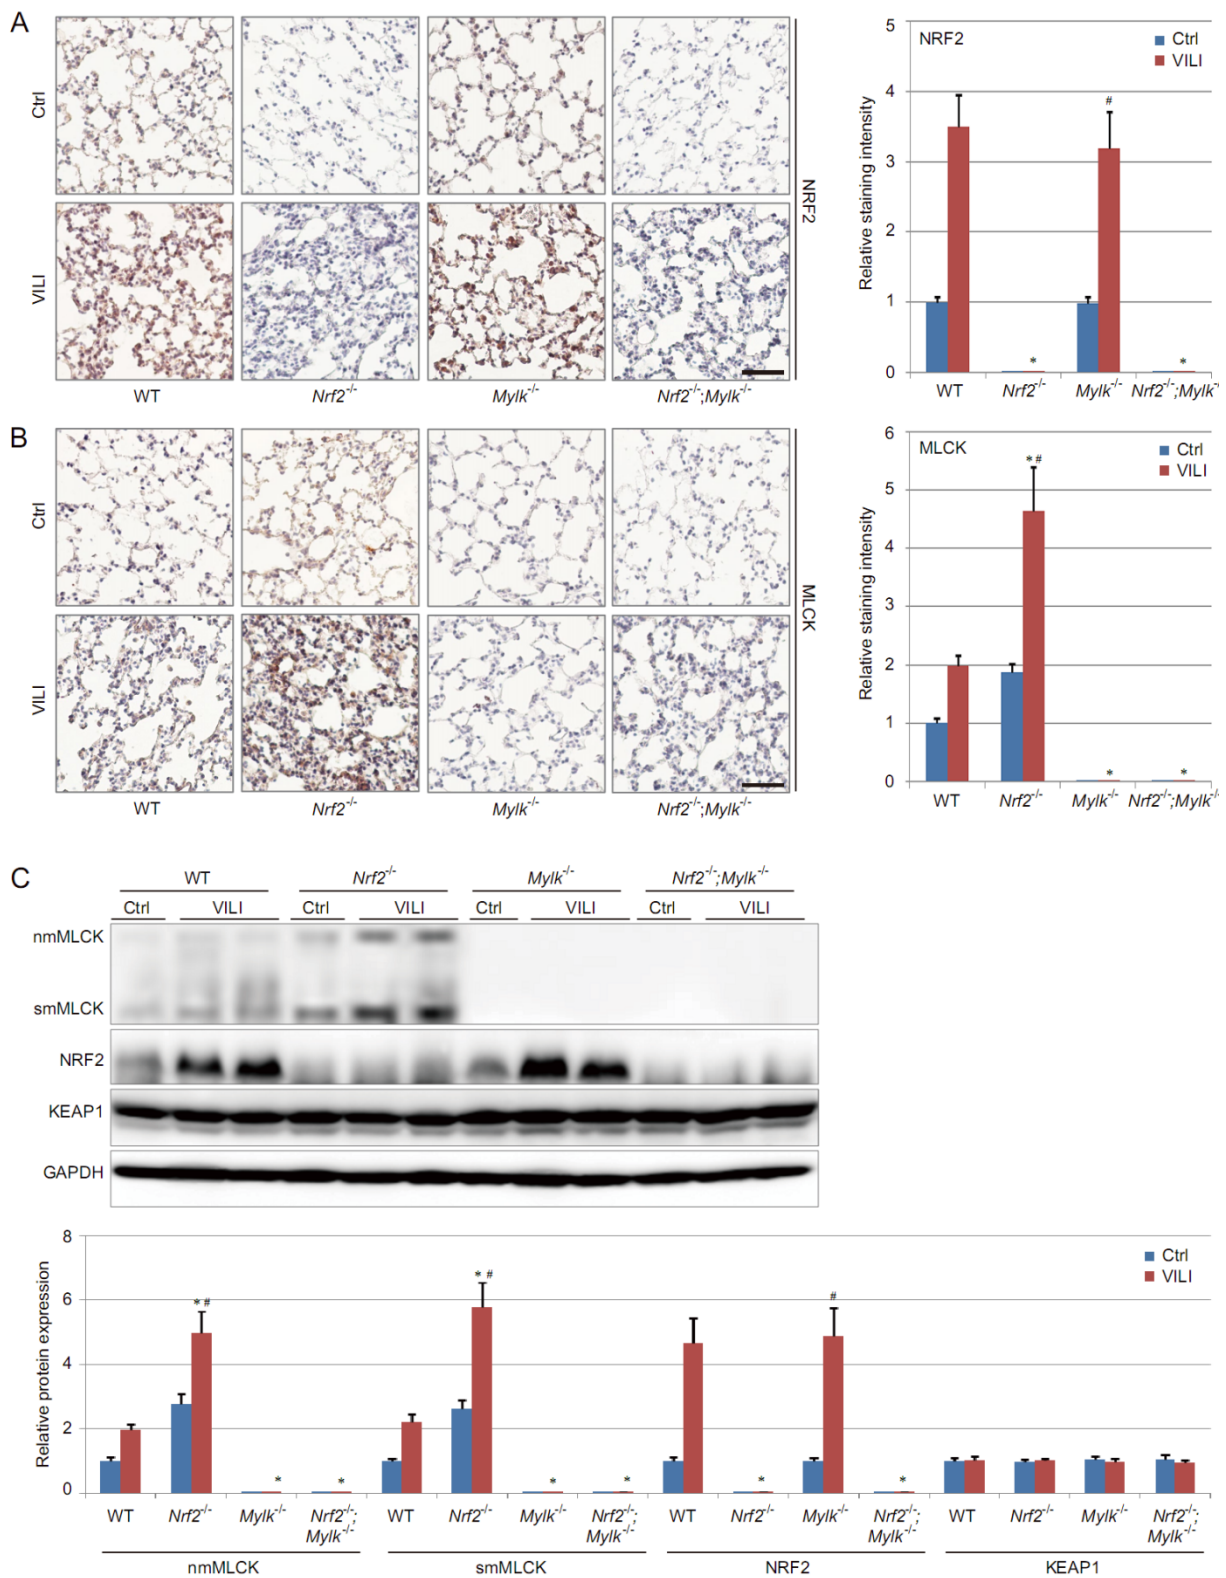 A
Ctrl
VILI
NRF2
WT
Nrf2-/-
Mylk-/-
Nrf2-/-;Mylk-/-
NRF2
Ctrl
VILI
Relative staining intensity
5
4
3
2
1
0
#
*
*
WT
Nrf2-/-
Mylk-/-
Nrf2-/-;Mylk-/-
B
Ctrl
VILI
MLCK
WT
Nrf2-/-
Mylk-/-
Nrf2-/-;Mylk-/-
MLCK
Ctrl
VILI
Relative staining intensity
6
5
4
3
2
1
0
*#
*
*
WT
Nrf2-/-
Mylk-/-
Nrf2-/-;Mylk-/-
C
WT Nrf2-/- Mylk-/- Nrf2-/-;Mylk-/-
Ctrl VILI Ctrl VILI Ctrl VILI Ctrl VILI
nmMLCK
smMLCK
NRF2
KEAP1
GAPDH
Relative protein expression
8
6
4
2
0
Ctrl
VILI
*# * * *# * * * # *
WT Nrf2-/- Mylk-/- Nrf2-/-; Mylk-/- WT Nrf2-/- Mylk-/- Nrf2-/-; Mylk-/- WT Nrf2-/- Mylk-/- Nrf2-/-; Mylk-/- WT Nrf2-/- Mylk-/- Nrf2-/-; Mylk-/-
nmMLCK smMLCK NRF2 KEAP1